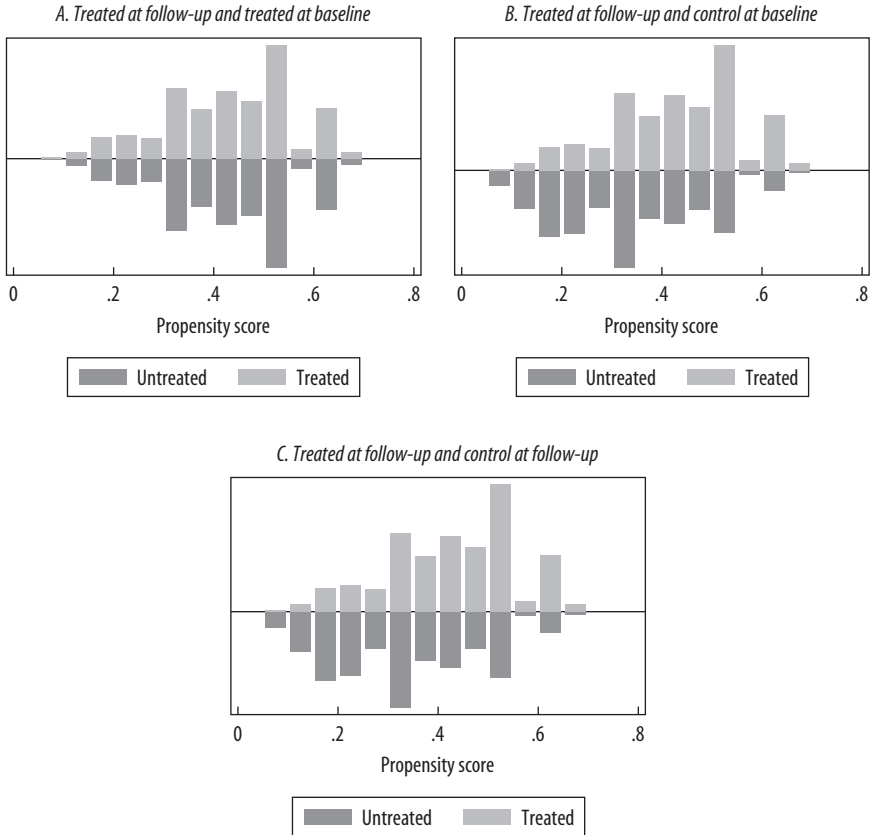 A. Treated at follow-up and treated at baseline
B. Treated at follow-up and control at baseline
0 .2 .4 .6 .8
0 .2 .4 .6 .8
Propensity score
Propensity score
Untreated Treated
Untreated Treated
C. Treated at follow-up and control at follow-up
0 .2 .4 .6 .8
Propensity score
Untreated Treated